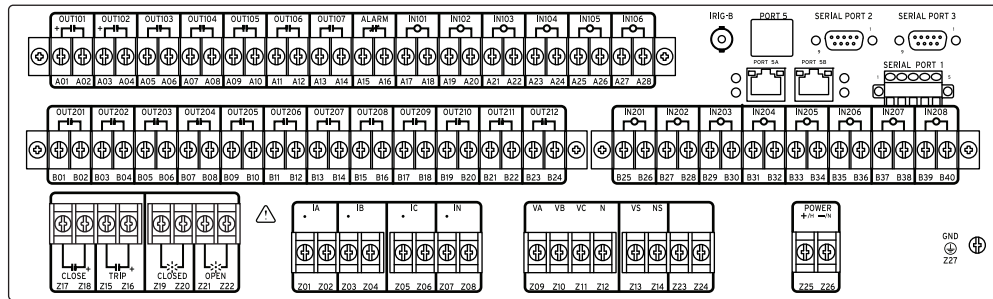 OUT101 OUT102 OUT103 OUT104 OUT105 OUT106 OUT107 ALARM IN101 IN102 IN103 IN104 IN105 IN106
+ +
A01 A02 A03 A04 A05 A06 A07 A08 A09 A10 A11 A12 A13 A14 A15 A16 A17 A18 A19 A20 A21 A22 A23 A24 A25 A26 A27 A28
IRIG-B PORT 5 SERIAL PORT 2 SERIAL PORT 3
9 1 9 1
PORT 5A PORT 5B SERIAL PORT 1
1 5
OUT201 OUT202 OUT203 OUT204 OUT205 OUT206 OUT207 OUT208 OUT209 OUT210 OUT211 OUT212
B01 B02 B03 B04 B05 B06 B07 B08 B09 B10 B11 B12 B13 B14 B15 B16 B17 B18 B19 B20 B21 B22 B23 B24
IN201 IN202 IN203 IN204 IN205 IN206 IN207 IN208
B25 B26 B27 B28 B29 B30 B31 B32 B33 B34 B35 B36 B37 B38 B39 B40
+ +
CLOSE TRIP CLOSED OPEN
Z17 Z18 Z15 Z16 Z19 Z20 Z21 Z22
IA IB IC IN
Z01 Z02 Z03 Z04 Z05 Z06 Z07 Z08
VA VB VC N VS NS
Z09 Z10 Z11 Z12 Z13 Z14 Z23 Z24
POWER
+/H −/N
Z25 Z26
GND
Z27